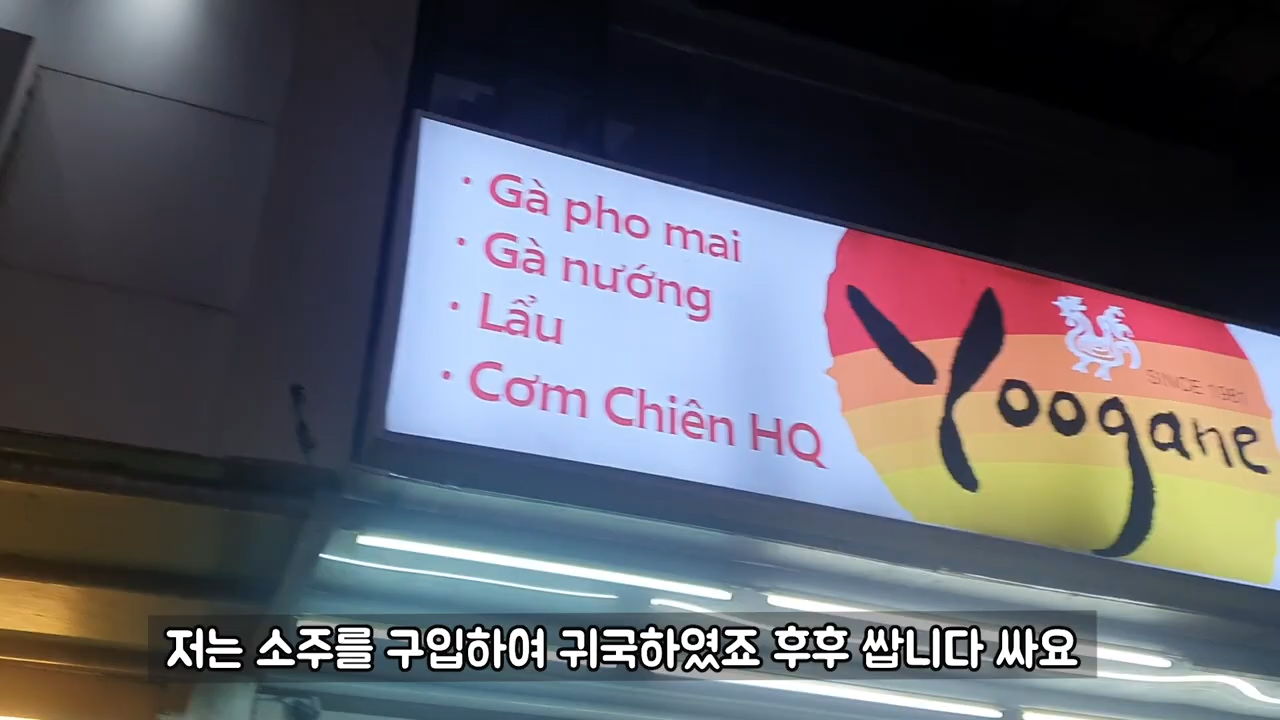 · Gà pho mai
· Gà nướng
· Lẩu
· Cơm Chiên HQ
SINCE 1981
Yoogane
저는 소주를 구입하여 귀국하였죠 후후 쌉니다 싸요